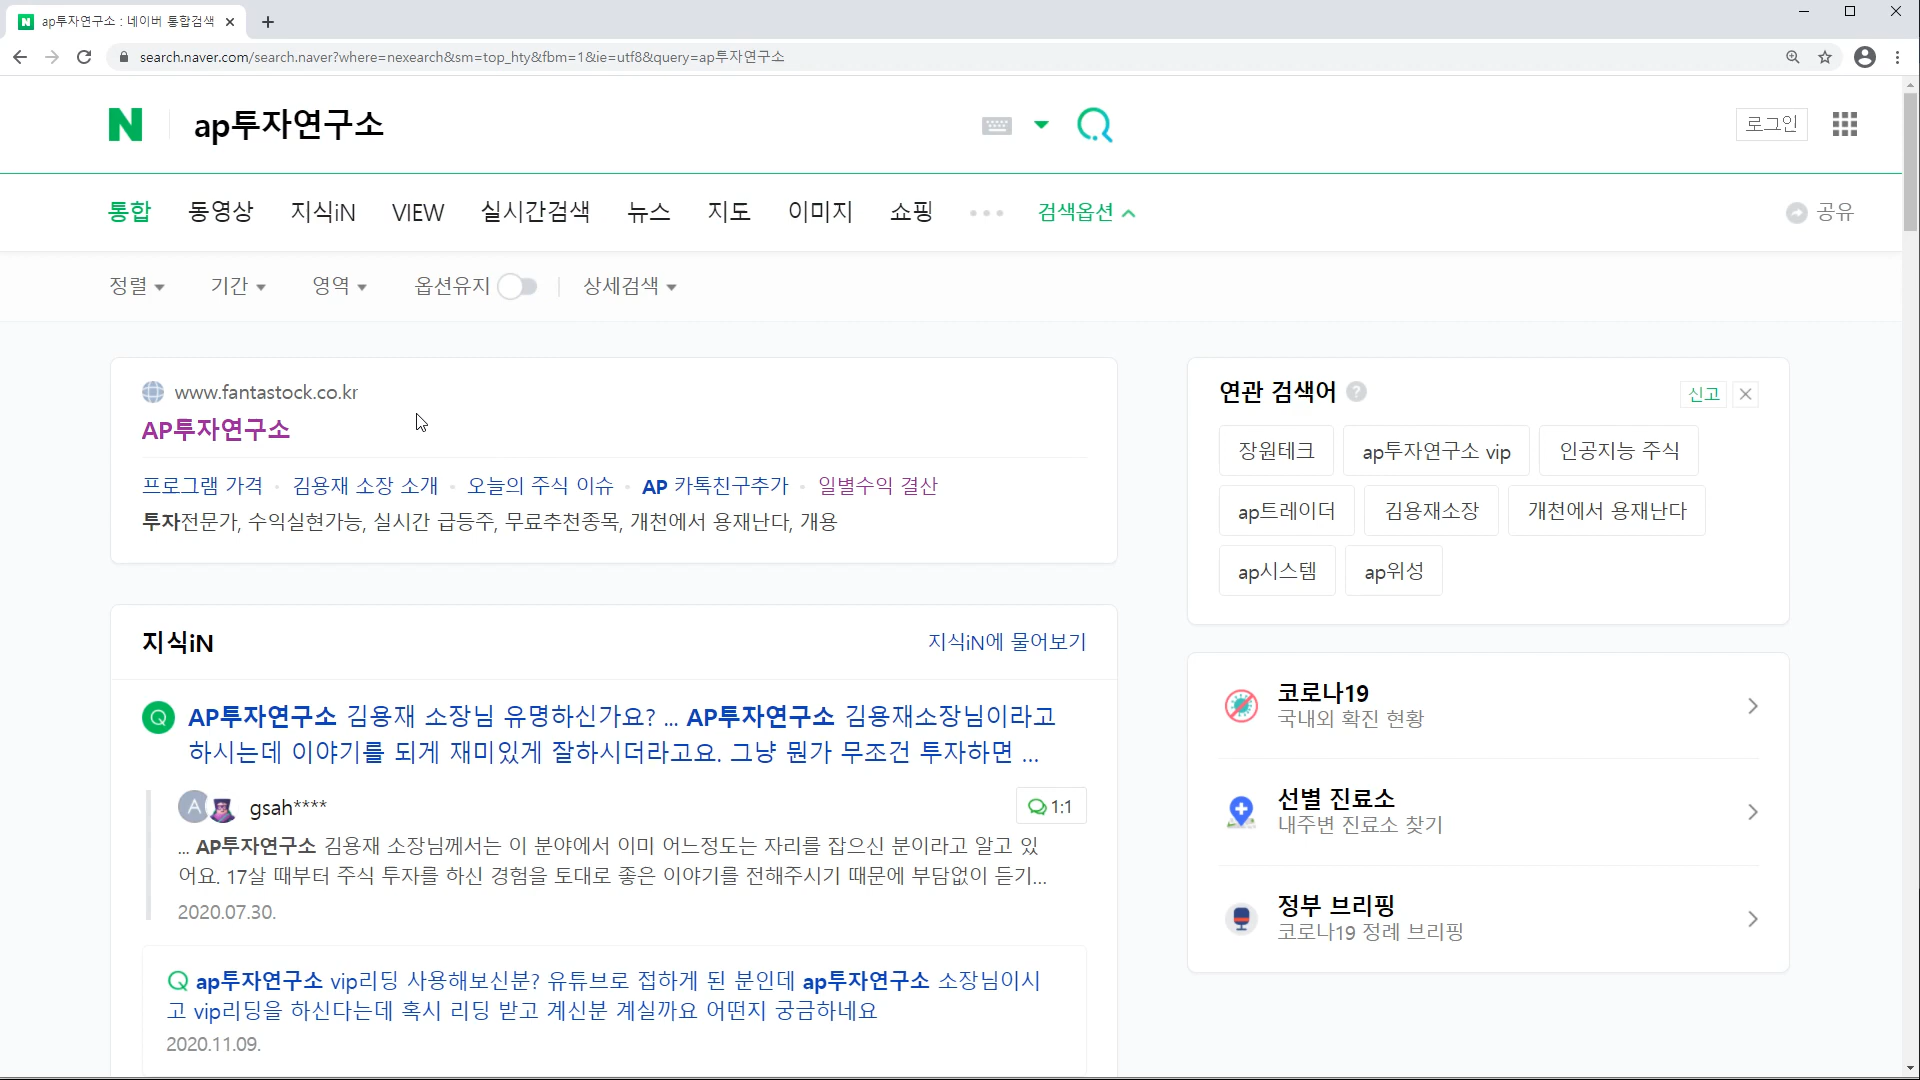 ap투자연구소 : 네이버 통합검색
search.naver.com/search.naver?where=nexearch&sm=top_hty&fbm=1&ie=utf8&query=ap투자연구소
N
ap투자연구소
로그인
통합 동영상 지식iN VIEW 실시간검색 뉴스 지도 이미지 쇼핑 검색옵션
공유
정렬 기간 영역 옵션유지 상세검색
www.fantastock.co.kr
AP투자연구소
프로그램 가격 · 김용재 소장 소개 · 오늘의 주식 이슈 · AP 카톡친구추가 · 일별수익 결산
투자전문가, 수익실현가능, 실시간 급등주, 무료추천종목, 개천에서 용재난다, 개용
지식iN
지식iN에 물어보기
Q AP투자연구소 김용재 소장님 유명하신가요? ... AP투자연구소 김용재소장님이라고
하시는데 이야기를 되게 재미있게 잘하시더라고요. 그냥 뭔가 무조건 투자하면 ...
A gsah****
1:1
... AP투자연구소 김용재 소장님께서는 이 분야에서 이미 어느정도는 자리를 잡으신 분이라고 알고 있
어요. 17살 때부터 주식 투자를 하신 경험을 토대로 좋은 이야기를 전해주시기 때문에 부담없이 듣기...
2020.07.30.
Q ap투자연구소 vip리딩 사용해보신분? 유튜브로 접하게 된 분인데 ap투자연구소 소장님이시
고 vip리딩을 하신다는데 혹시 리딩 받고 계신분 계실까요 어떤지 궁금하네요
2020.11.09.
연관 검색어 ?
신고
장원테크 ap투자연구소 vip 인공지능 주식
ap트레이더 김용재소장 개천에서 용재난다
ap시스템 ap위성
코로나19
국내외 확진 현황
선별 진료소
내주변 진료소 찾기
정부 브리핑
코로나19 정례 브리핑